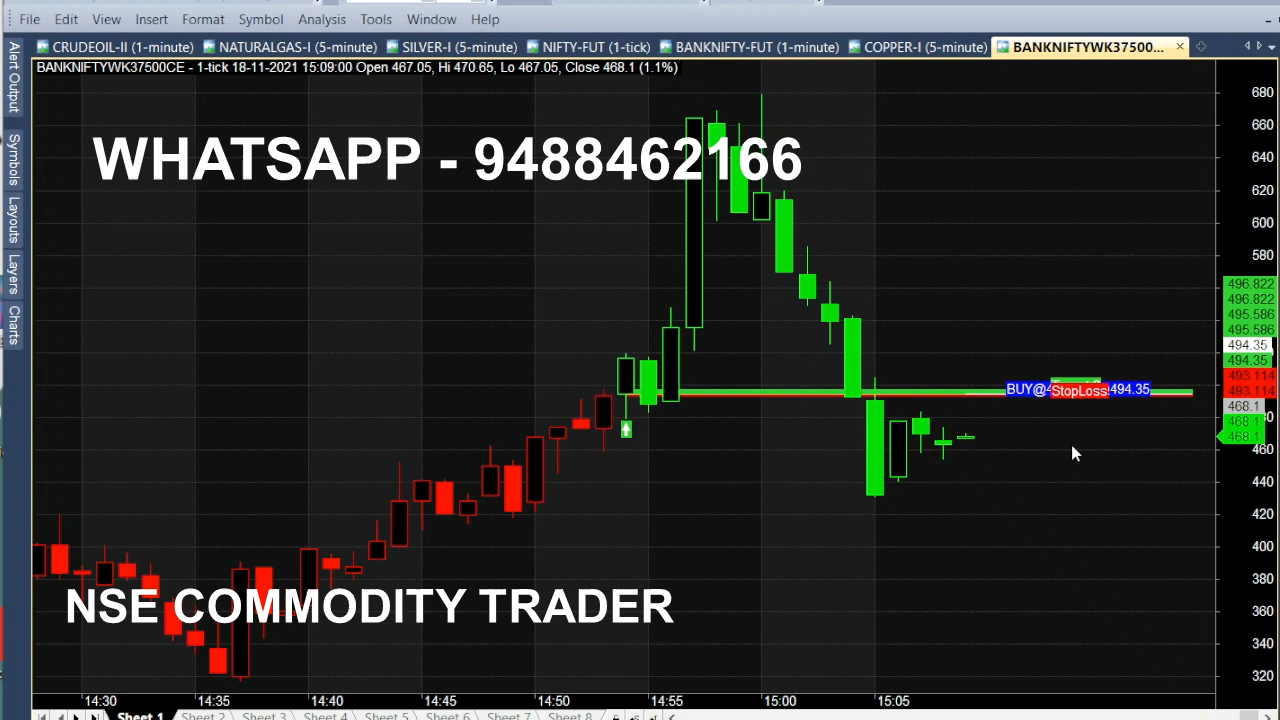 File Edit View Insert Format Symbol Analysis Tools Window Help
CRUDEOIL-II (1-minute) NATURALGAS-I (5-minute) SILVER-I (5-minute) NIFTY-FUT (1-tick) BANKNIFTY-FUT (1-minute) COPPER-I (5-minute) BANKNIFTYWK37500...
BANKNIFTYWK37500CE - 1-tick 18-11-2021 15:09:00 Open 467.05, Hi 470.65, Lo 467.05, Close 468.1 (1.1%)
Alert Output
Symbols
Layouts
Layers
Charts
WHATSAPP - 9488462166
680
660
640
620
600
580
496.822
496.822
495.586
495.586
494.35
494.35
493.114
493.114
468.1
468.1
468.1
BUY@ StopLoss: 494.35
460
440
420
400
380
360
340
320
NSE COMMODITY TRADER
14:30 14:35 14:40 14:45 14:50 14:55 15:00 15:05
Sheet 1 Sheet 2 Sheet 3 Sheet 4 Sheet 5 Sheet 6 Sheet 7 Sheet 8